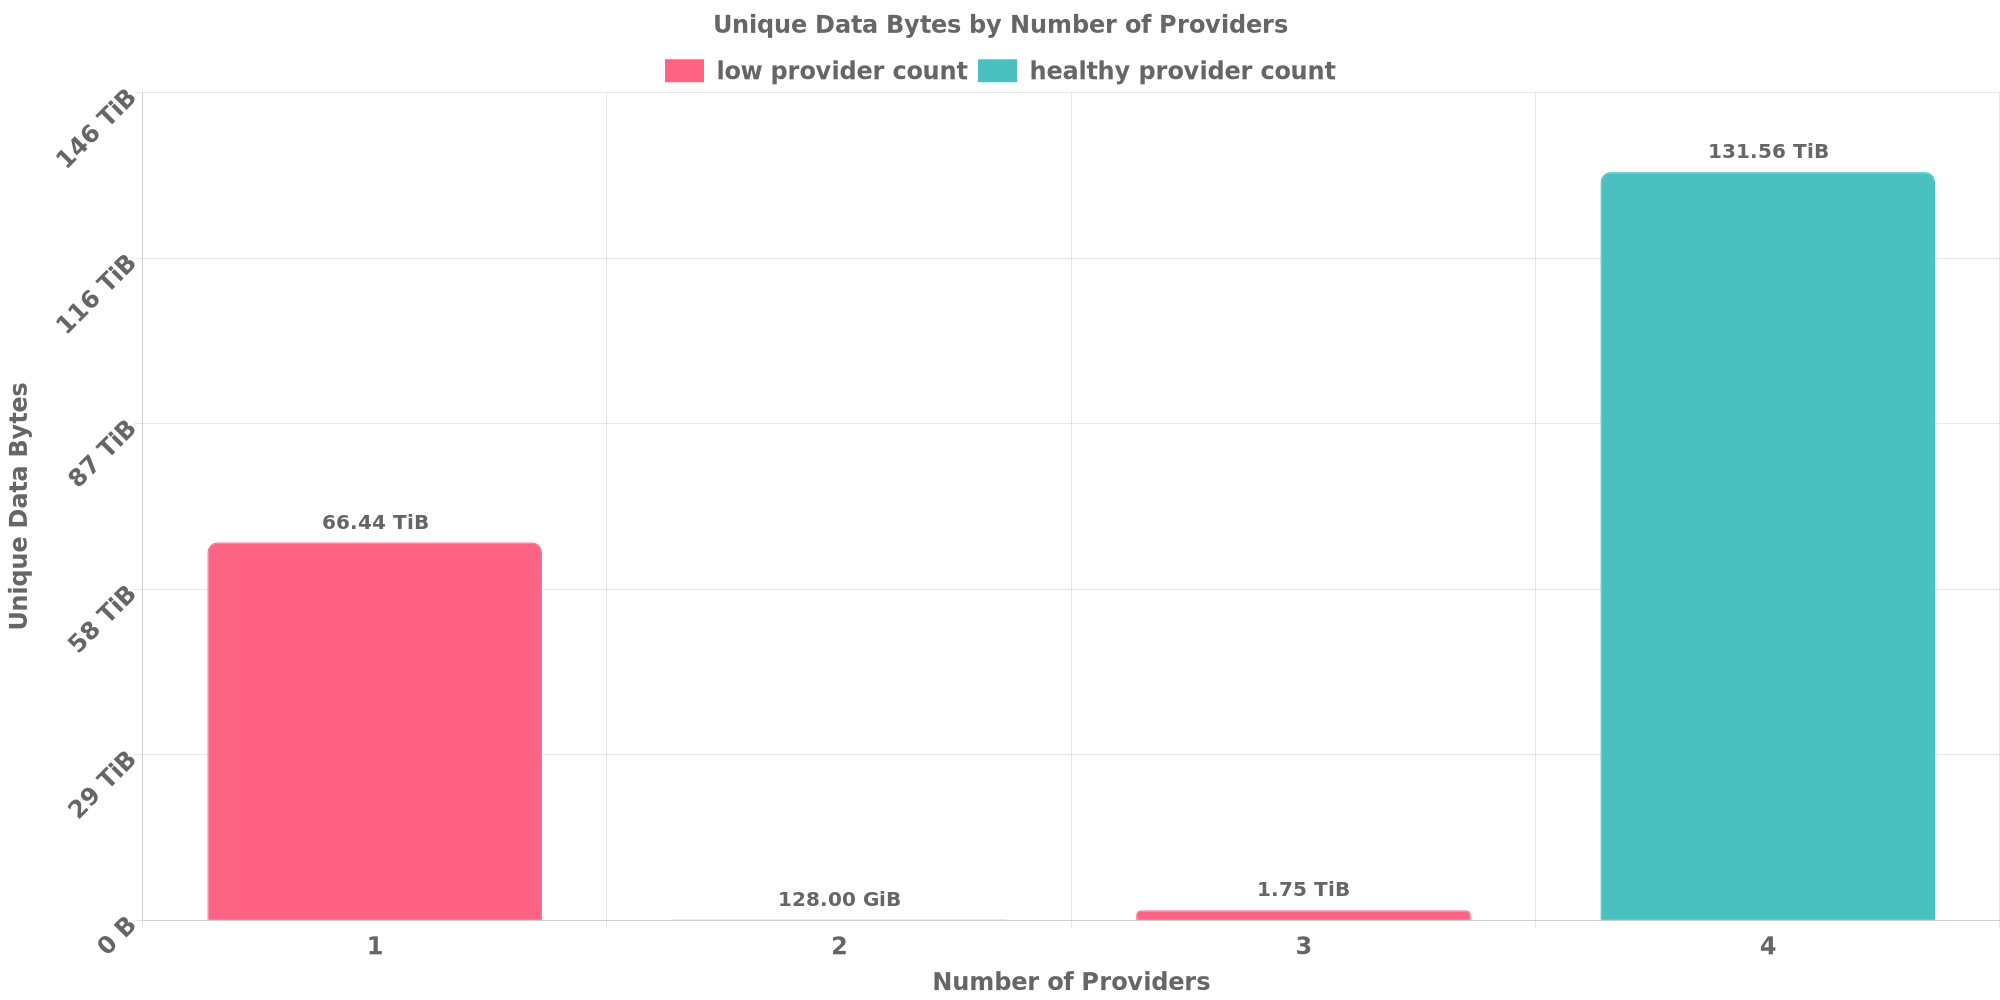 Unique Data Bytes by Number of Providers
low provider count healthy provider count
146 TiB
116 TiB
87 TiB
58 TiB
29 TiB
0 B
Unique Data Bytes
66.44 TiB
128.00 GiB
1.75 TiB
131.56 TiB
1 2 3 4
Number of Providers